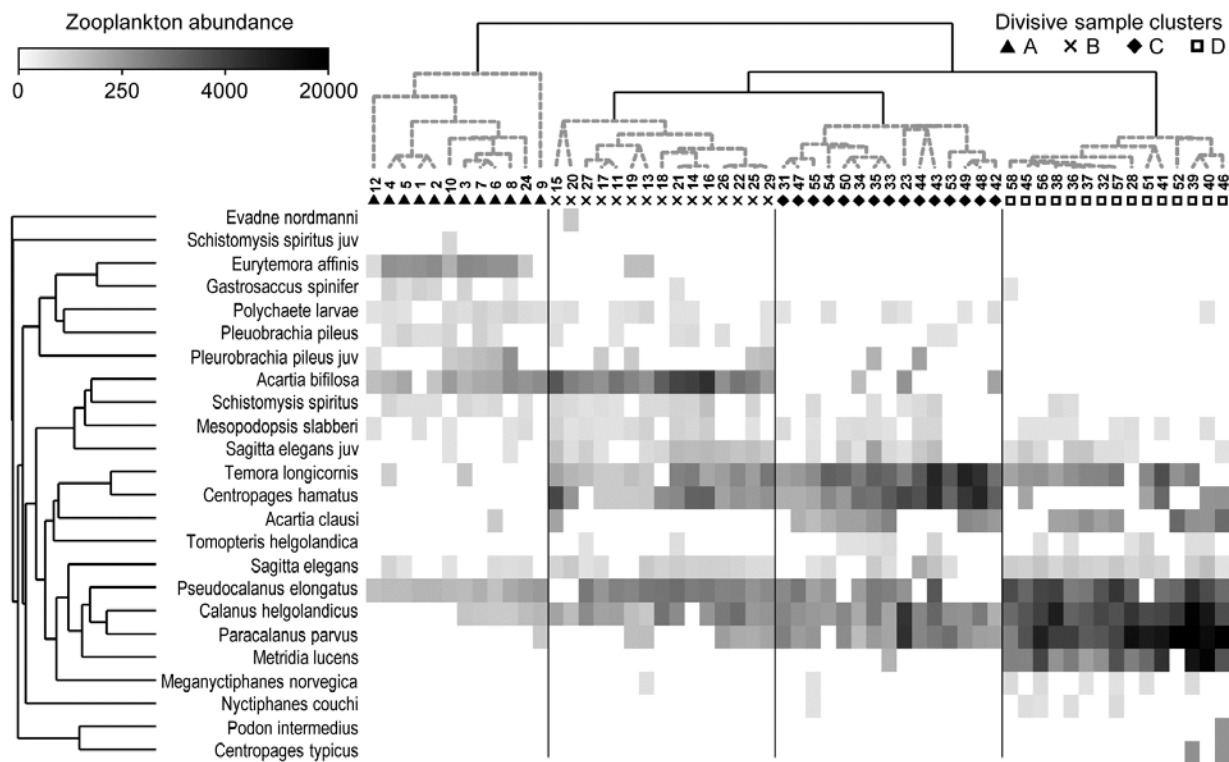 Zooplankton abundance
0 250 4000 20000
Divisive sample clusters
A B C D
12 4 5 1 2 10 3 7 6 8 24 9 15 20 27 17 11 19 13 18 21 14 16 26 22 25 29 31 47 55 54 50 34 35 33 23 44 43 53 49 48 42 58 45 56 38 36 37 32 57 28 51 41 52 39 40 46
Evadne nordmanni
Schistomysis spiritus juv
Eurytemora affinis
Gastrosaccus spinifer
Polychaete larvae
Pleuobrachia pileus
Pleurobrachia pileus juv
Acartia bifilosa
Schistomysis spiritus
Mesopodopsis slabberi
Sagitta elegans juv
Temora longicornis
Centropages hamatus
Acartia clausi
Tomopteris helgolandica
Sagitta elegans
Pseudocalanus elongatus
Calanus helgolandicus
Paracalanus parvus
Metridia lucens
Meganyctiphanes norvegica
Nyctiphanes couchi
Podon intermedius
Centropages typicus